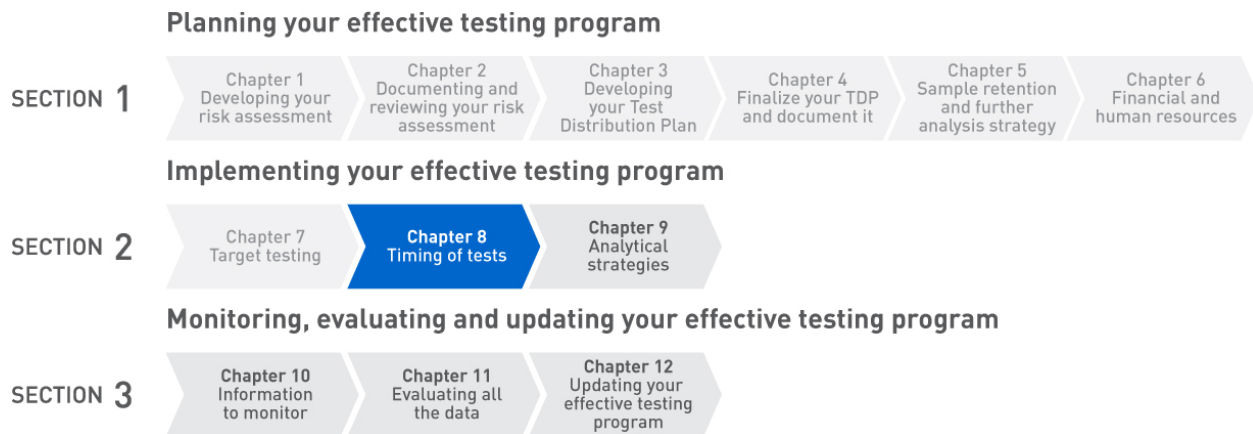 Planning your effective testing program
SECTION 1
Chapter 1
Developing your
risk assessment
Chapter 2
Documenting and
reviewing your risk
assessment
Chapter 3
Developing
your Test
Distribution Plan
Chapter 4
Finalize your TDP
and document it
Chapter 5
Sample retention
and further
analysis strategy
Chapter 6
Financial and
human resources
Implementing your effective testing program
SECTION 2
Chapter 7
Target testing
Chapter 8
Timing of tests
Chapter 9
Analytical
strategies
Monitoring, evaluating and updating your effective testing program
SECTION 3
Chapter 10
Information
to monitor
Chapter 11
Evaluating all
the data
Chapter 12
Updating your
effective testing
program